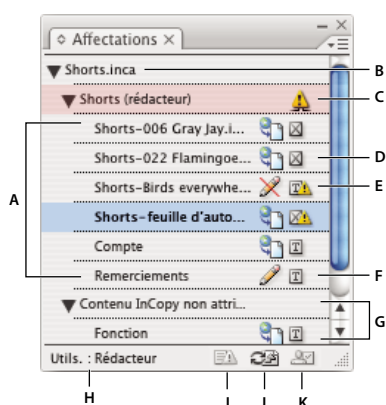 Affectations
Shorts.inca
B
Shorts (rédacteur)
C
Shorts-006 Gray Jay.i...
Shorts-022 Flamingoe...
D
Shorts-Birds everywhe...
E
A
Shorts-feuille d'auto...
Compte
Remerciements
F
Contenu InCopy non attri...
G
Fonction
Utils. : Rédacteur
H
I
J
K